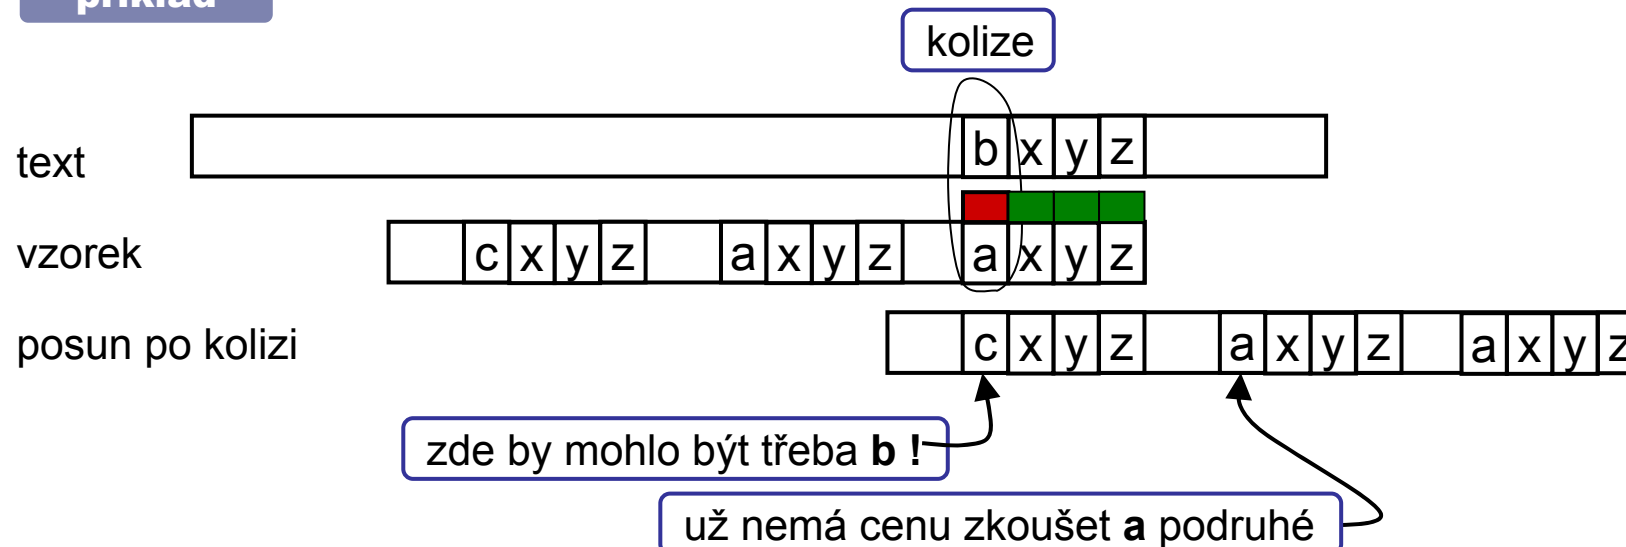 příklad
kolize
text b x y z
vzorek c x y z a x y z a x y z
posun po kolizi c x y z a x y z a x y z
zde by mohlo být třeba b !
už nemá cenu zkoušet a podruhé